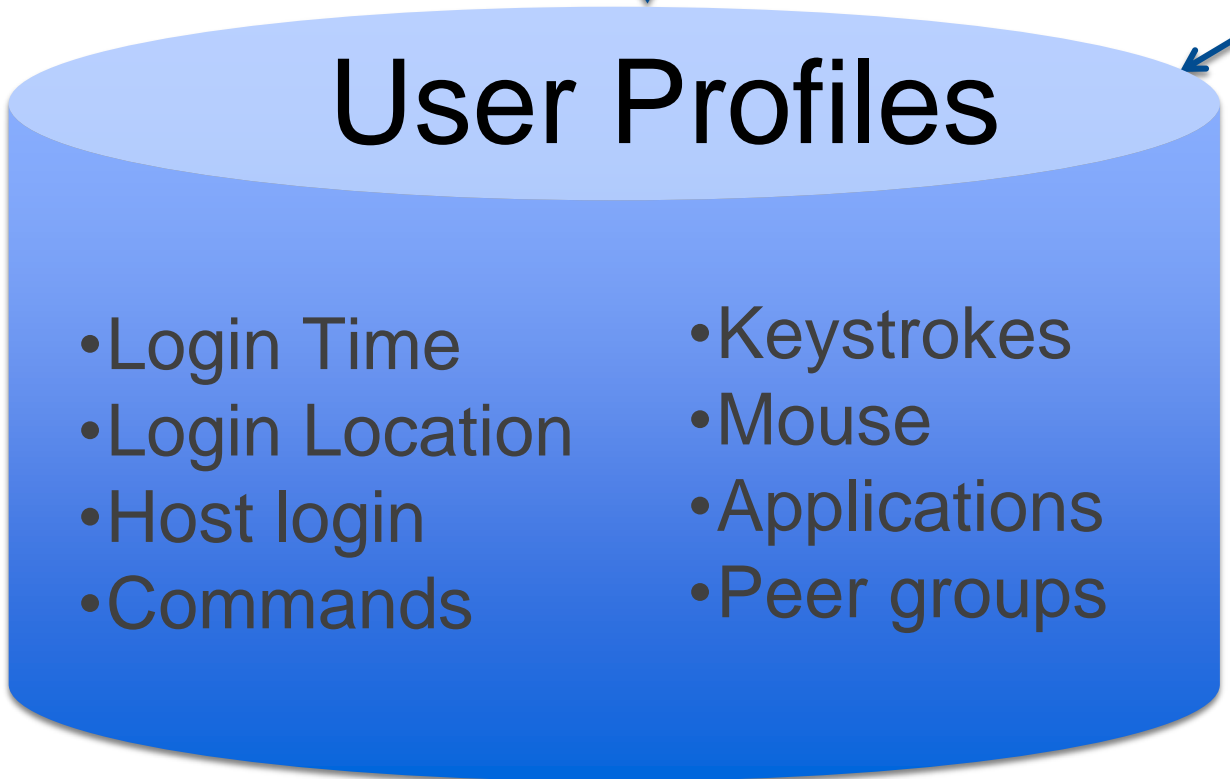 User Profiles
•Login Time
•Login Location
•Host login
•Commands
•Keystrokes
•Mouse
•Applications
•Peer groups